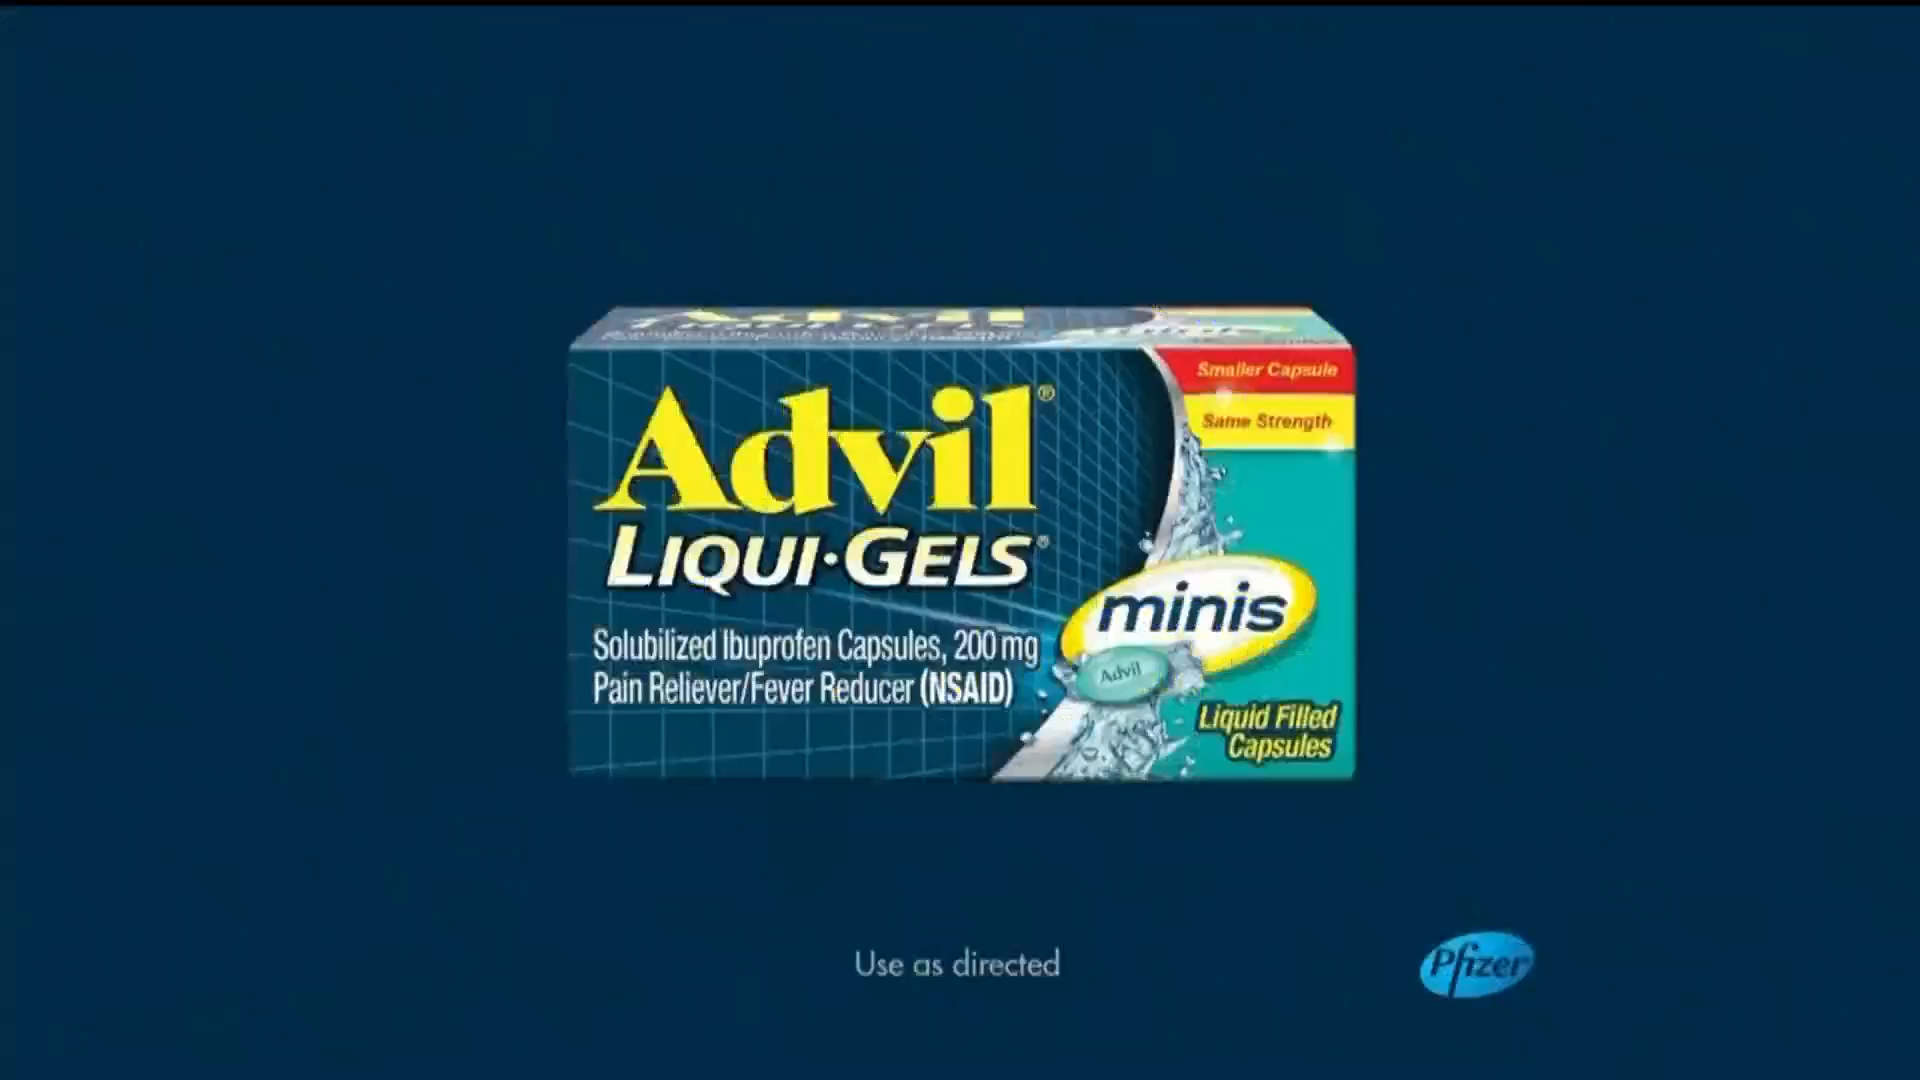 Advil®
LIQUI·GELS®
Solubilized Ibuprofen Capsules, 200 mg
Pain Reliever/Fever Reducer (NSAID)
Smaller Capsule
Same Strength
minis
Advil
Liquid Filled
Capsules
Use as directed
Pfizer